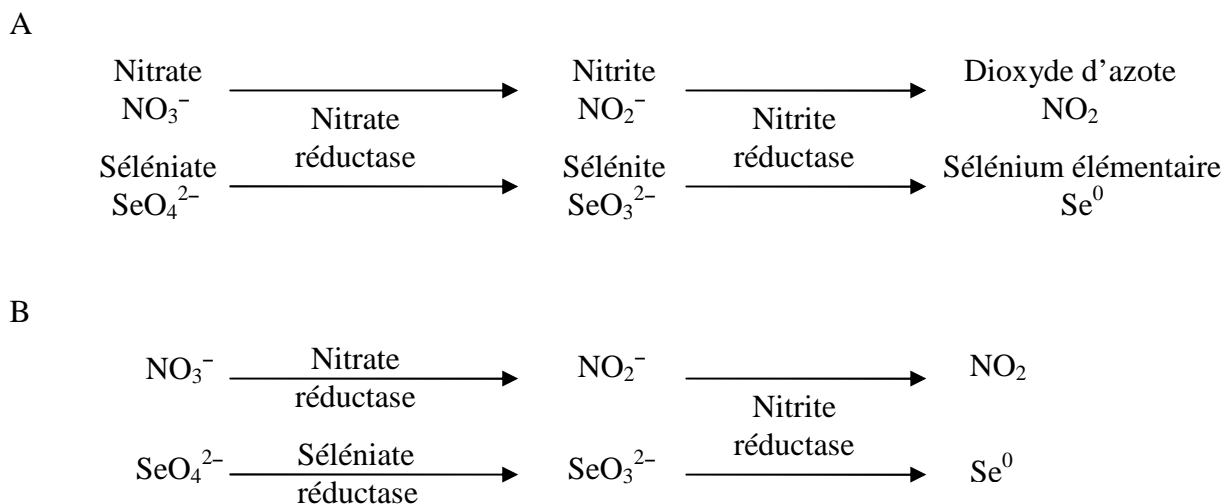 A
Nitrate Nitrite Dioxyde d’azote
NO₃⁻ NO₂⁻ NO₂
Nitrate Nitrite
réductase réductase
Séléniate Sélénite Sélénium élémentaire
SeO₄²⁻ SeO₃²⁻ Se⁰
B
NO₃⁻ Nitrate NO₂⁻ NO₂
réductase
Nitrite
réductase
SeO₄²⁻ Séléniate SeO₃²⁻ Se⁰
réductase